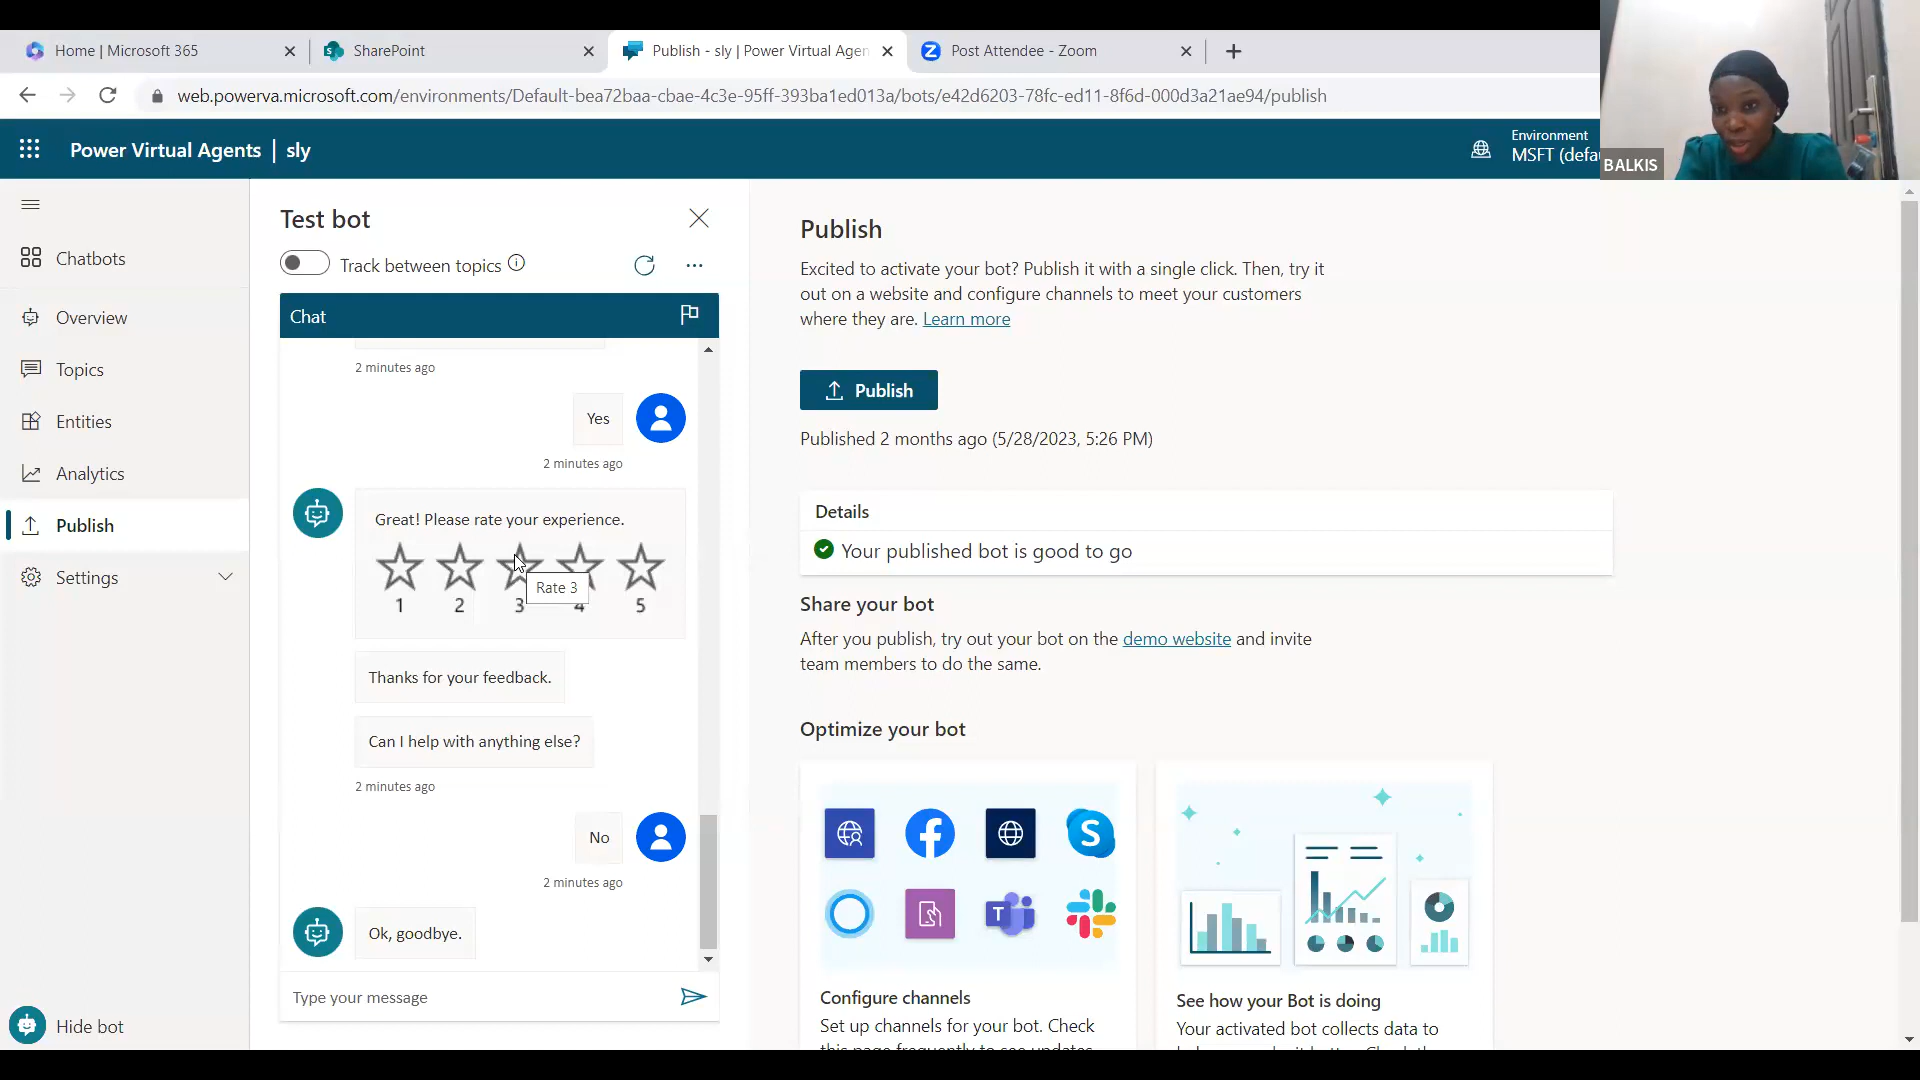 Home | Microsoft 365
SharePoint
Publish - sly | Power Virtual Agen
Post Attendee - Zoom
web.powerva.microsoft.com/environments/Default-bea72baa-cbae-4c3e-95ff-393ba1ed013a/bots/e42d6203-78fc-ed11-8f6d-000d3a21ae94/publish
Power Virtual Agents | sly
Environment
MSFT (defa
BALKIS
Chatbots
Overview
Topics
Entities
Analytics
Publish
Settings
Hide bot
Test bot
Track between topics
Chat
2 minutes ago
Yes
2 minutes ago
Great! Please rate your experience.
1 2 3 4 5
Rate 3
Thanks for your feedback.
Can I help with anything else?
2 minutes ago
No
2 minutes ago
Ok, goodbye.
Type your message
Publish
Excited to activate your bot? Publish it with a single click. Then, try it
out on a website and configure channels to meet your customers
where they are. Learn more
Publish
Published 2 months ago (5/28/2023, 5:26 PM)
Details
Your published bot is good to go
Share your bot
After you publish, try out your bot on the demo website and invite
team members to do the same.
Optimize your bot
S
T
Configure channels
Set up channels for your bot. Check
this page frequently to see updates
See how your Bot is doing
Your activated bot collects data to